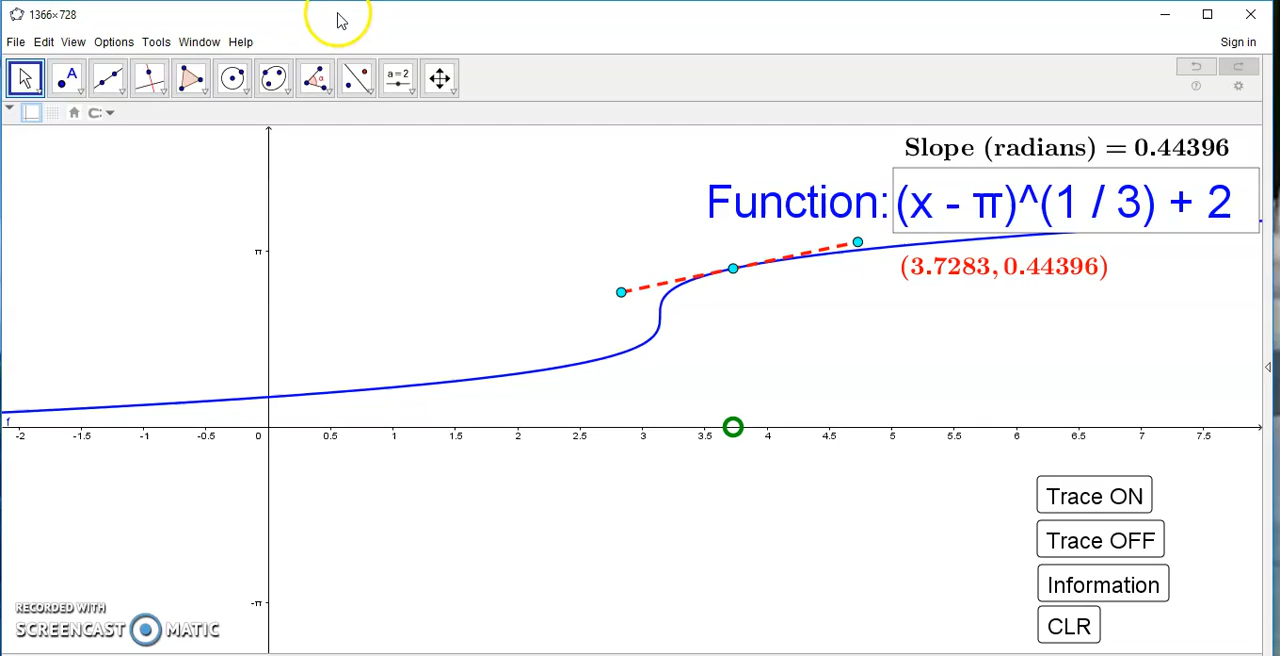 1366×728
File Edit View Options Tools Window Help
Sign in
A
α
a=2
Slope (radians) = 0.44396
Function: (x - π)^(1 / 3) + 2
π
(3.7283, 0.44396)
f
-2 -1.5 -1 -0.5 0 0.5 1 1.5 2 2.5 3 3.5 4 4.5 5 5.5 6 6.5 7 7.5
Trace ON
Trace OFF
Information
-π
RECORDED WITH
SCREENCAST MATIC
CLR